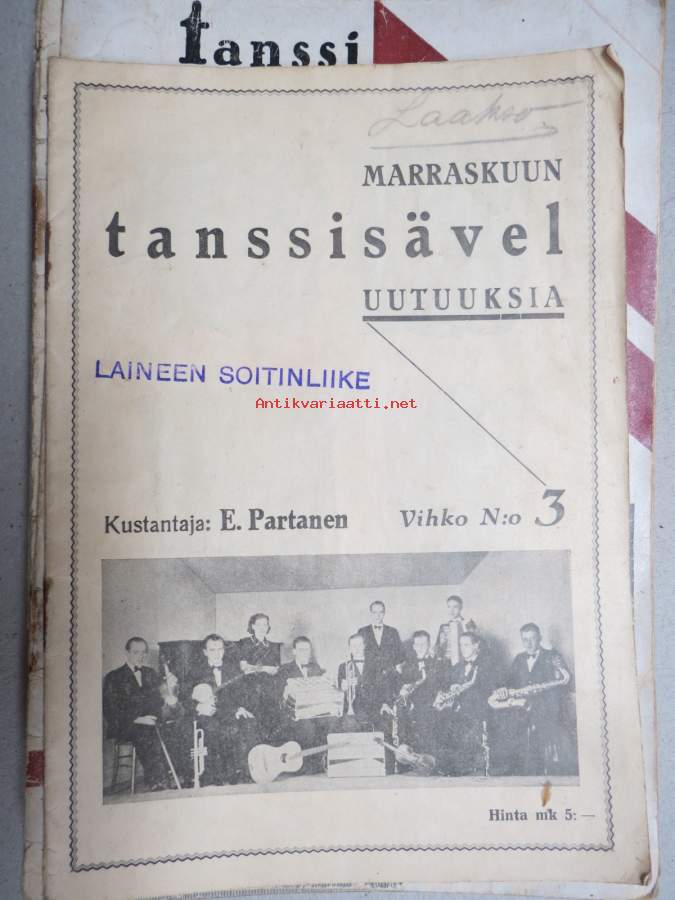 tanssi
Laakso
MARRASKUUN
tanssisävel
UUTUUKSIA
LAINEEN SOITINLIIKE
Antikvariaatti.net
Kustantaja: E. Partanen Vihko N:o 3
Hinta mk 5:—